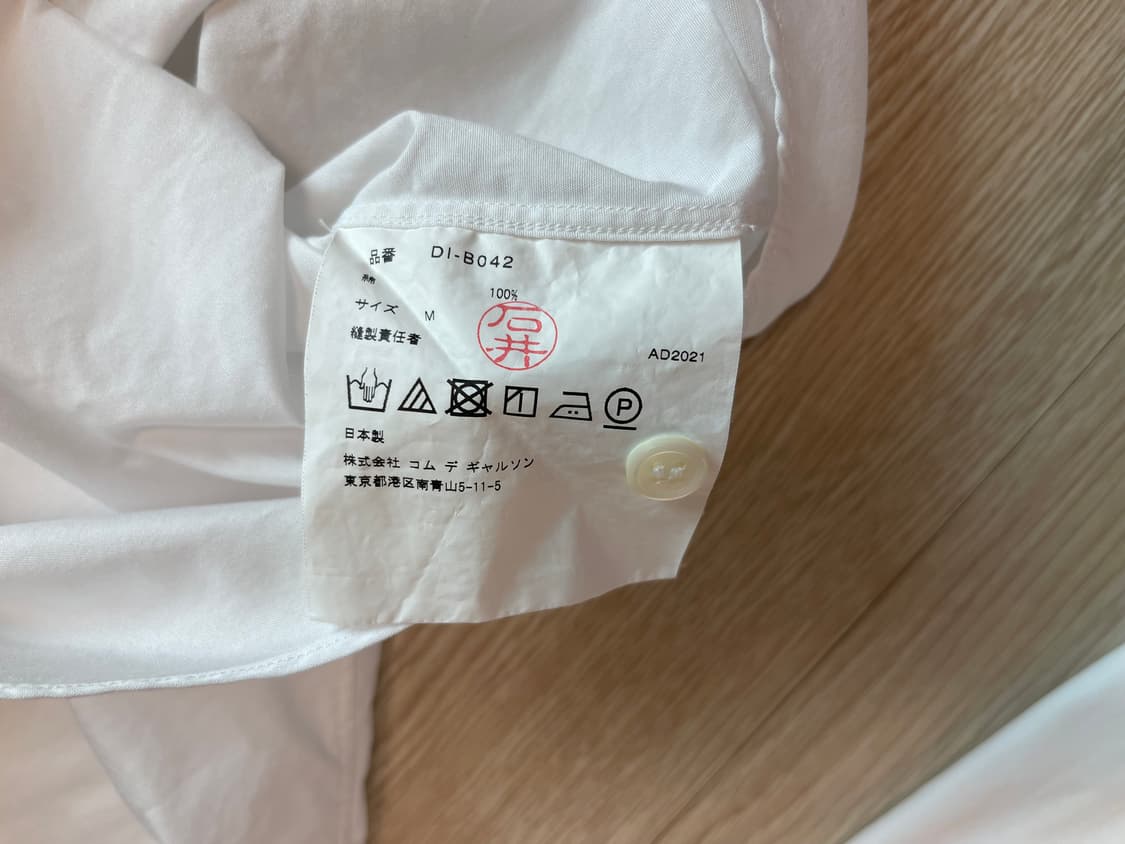 品番 DI-B042
100%
サイズ M
縫製責任者 石井
AD2021
P
日本製
株式会社 コム デ ギャルソン
東京都港区南青山5-11-5